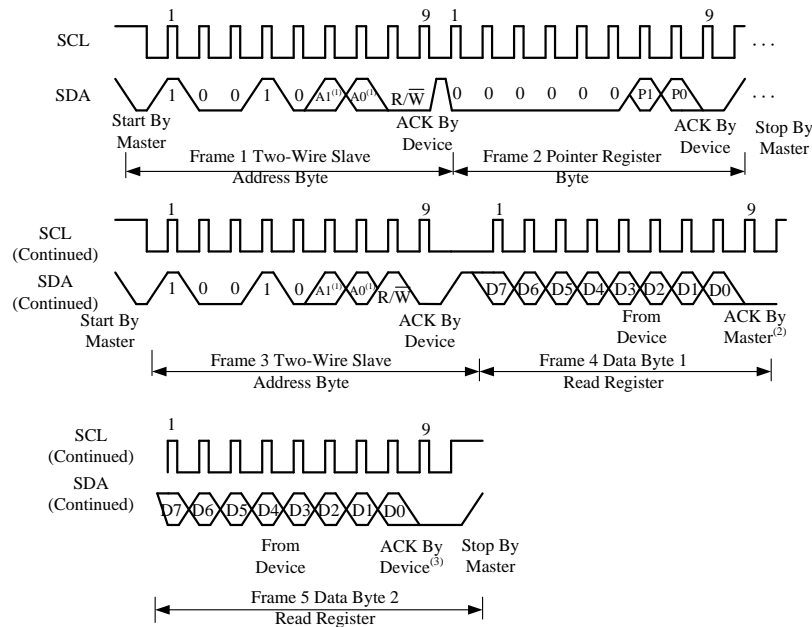 1 9 1 9
SCL ...
SDA 1 0 0 1 0 A1(1) A0(1) R/W̅ 0 0 0 0 0 0 P1 P0 ...
Start By Master
ACK By Device
ACK By Device
Stop By Master
Frame 1 Two-Wire Slave Address Byte
Frame 2 Pointer Register Byte
1 9 1 9
SCL (Continued)
SDA (Continued) 1 0 0 1 0 A1(1) A0(1) R/W̅ D7 D6 D5 D4 D3 D2 D1 D0
Start By Master
ACK By Device
From Device
ACK By Master(2)
Frame 3 Two-Wire Slave Address Byte
Frame 4 Data Byte 1 Read Register
1 9
SCL (Continued)
SDA (Continued) D7 D6 D5 D4 D3 D2 D1 D0
From Device
ACK By Device(3)
Stop By Master
Frame 5 Data Byte 2
Read Register